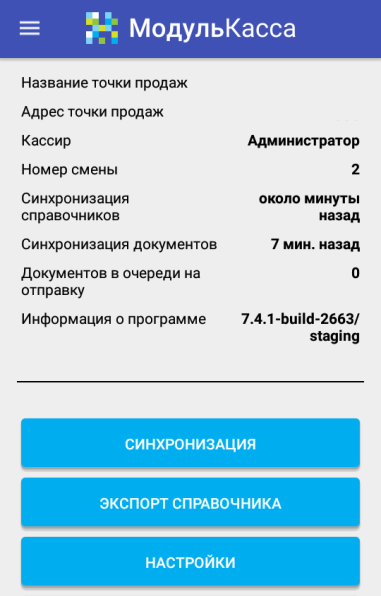 МодульКасса
Название точки продаж
Адрес точки продаж
Кассир Администратор
Номер смены 2
Синхронизация около минуты
справочников назад
Синхронизация документов 7 мин. назад
Документов в очереди на 0
отправку
Информация о программе 7.4.1-build-2663/
staging
СИНХРОНИЗАЦИЯ
ЭКСПОРТ СПРАВОЧНИКА
НАСТРОЙКИ